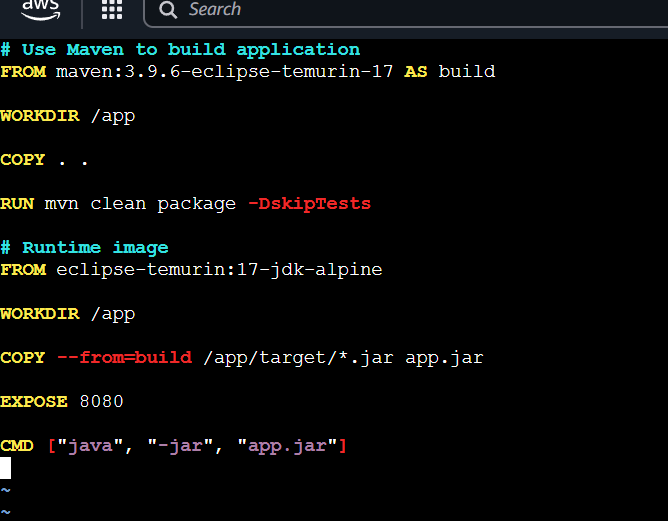 aws
Search
# Use Maven to build application
FROM maven:3.9.6-eclipse-temurin-17 AS build
WORKDIR /app
COPY . .
RUN mvn clean package -DskipTests
# Runtime image
FROM eclipse-temurin:17-jdk-alpine
WORKDIR /app
COPY --from=build /app/target/*.jar app.jar
EXPOSE 8080
CMD ["java", "-jar", "app.jar"]
~
~